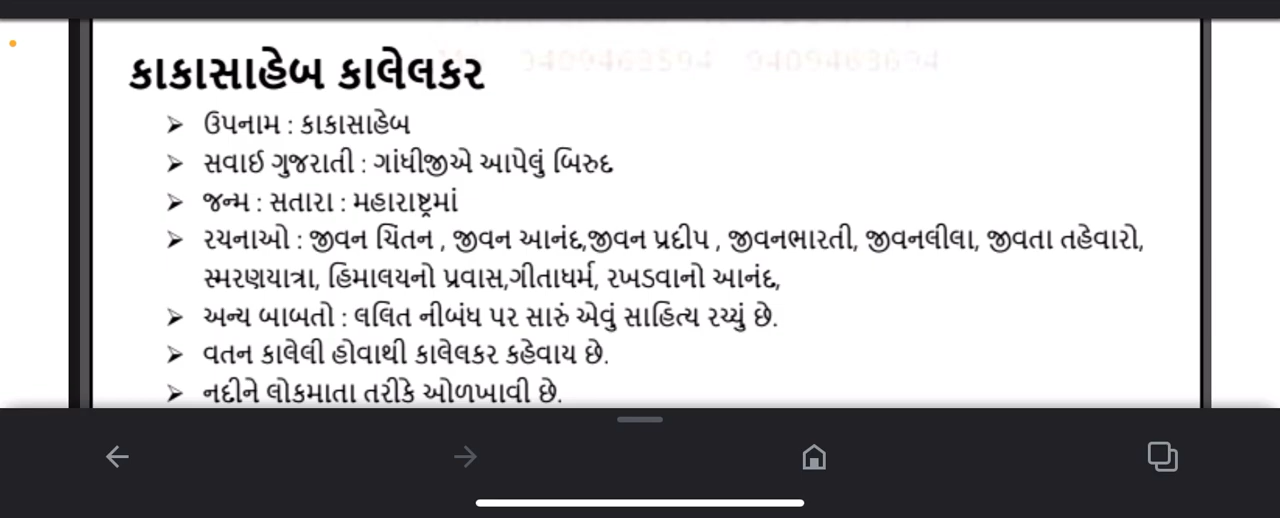 કાકાસાહેબ કાલેલકર
➢ ઉપનામ : કાકાસાહેબ
➢ સવાઈ ગુજરાતી : ગાંધીજીએ આપેલું બિરુદ
➢ જન્મ : સતારા : મહારાષ્ટ્રમાં
➢ રચનાઓ : જીવન ચિંતન , જીવન આનંદ,જીવન પ્રદીપ , જીવનભારતી, જીવનલીલા, જીવતા તહેવારો,
સ્મરણયાત્રા, હિમાલયનો પ્રવાસ,ગીતાધર્મ, રખડવાનો આનંદ,
➢ અન્ય બાબતો : લલિત નીબંધ પર સારું એવું સાહિત્ય રચ્યું છે.
➢ વતન કાલેલી હોવાથી કાલેલકર કહેવાય છે.
➢ નદીને લોકમાતા તરીકે ઓળખાવી છે.